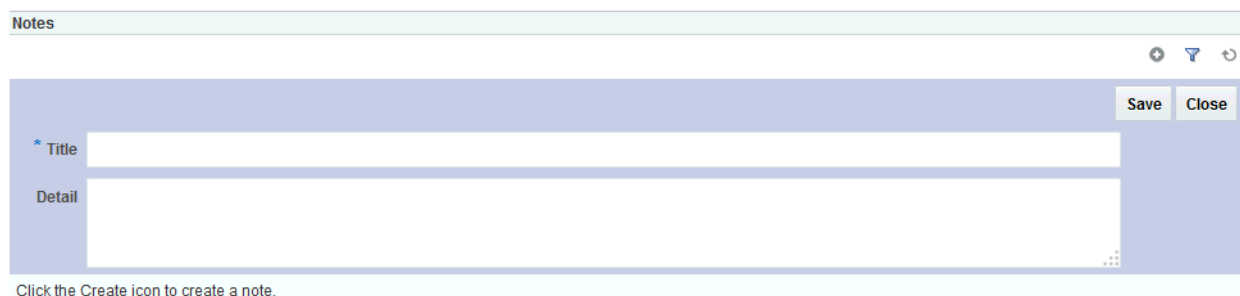 Notes
Save Close
* Title
Detail
Click the Create icon to create a note.